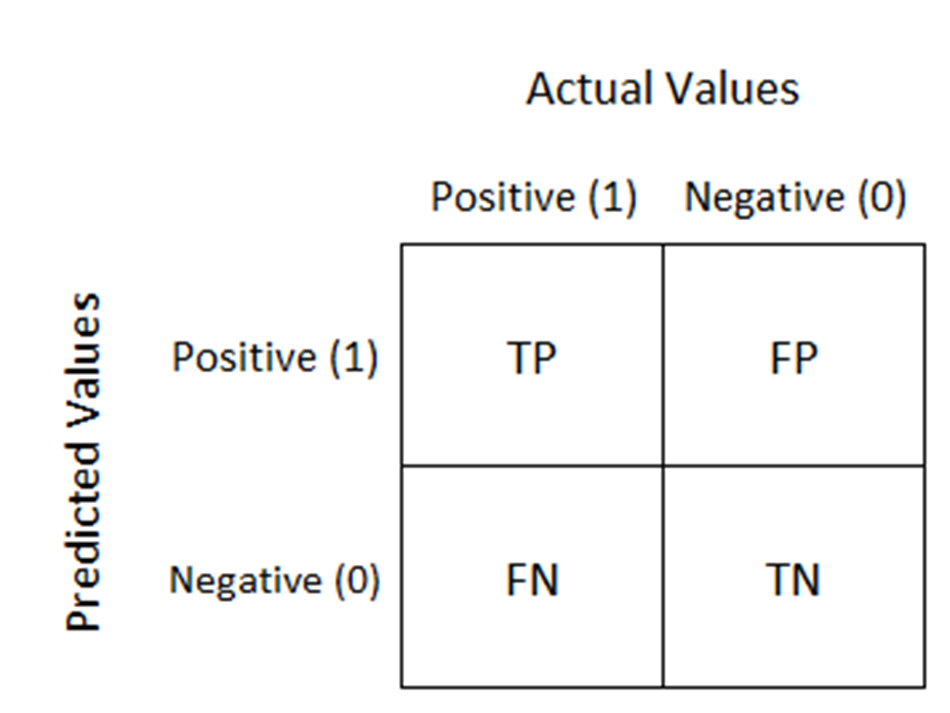 Actual Values
Positive (1) Negative (0)
Predicted Values
Positive (1) TP FP
Negative (0) FN TN